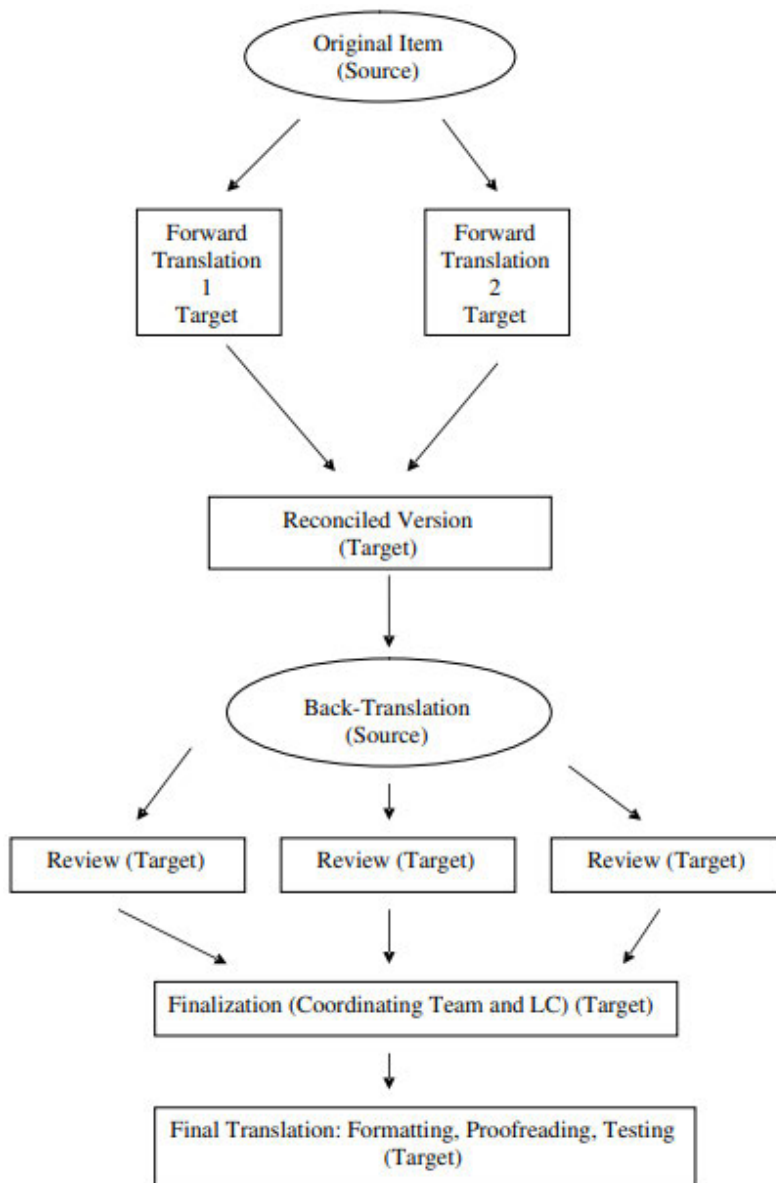 Original Item
(Source)
Forward
Translation
1
Target
Forward
Translation
2
Target
Reconciled Version
(Target)
Back-Translation
(Source)
Review (Target)
Review (Target)
Review (Target)
Finalization (Coordinating Team and LC) (Target)
Final Translation: Formatting, Proofreading, Testing
(Target)